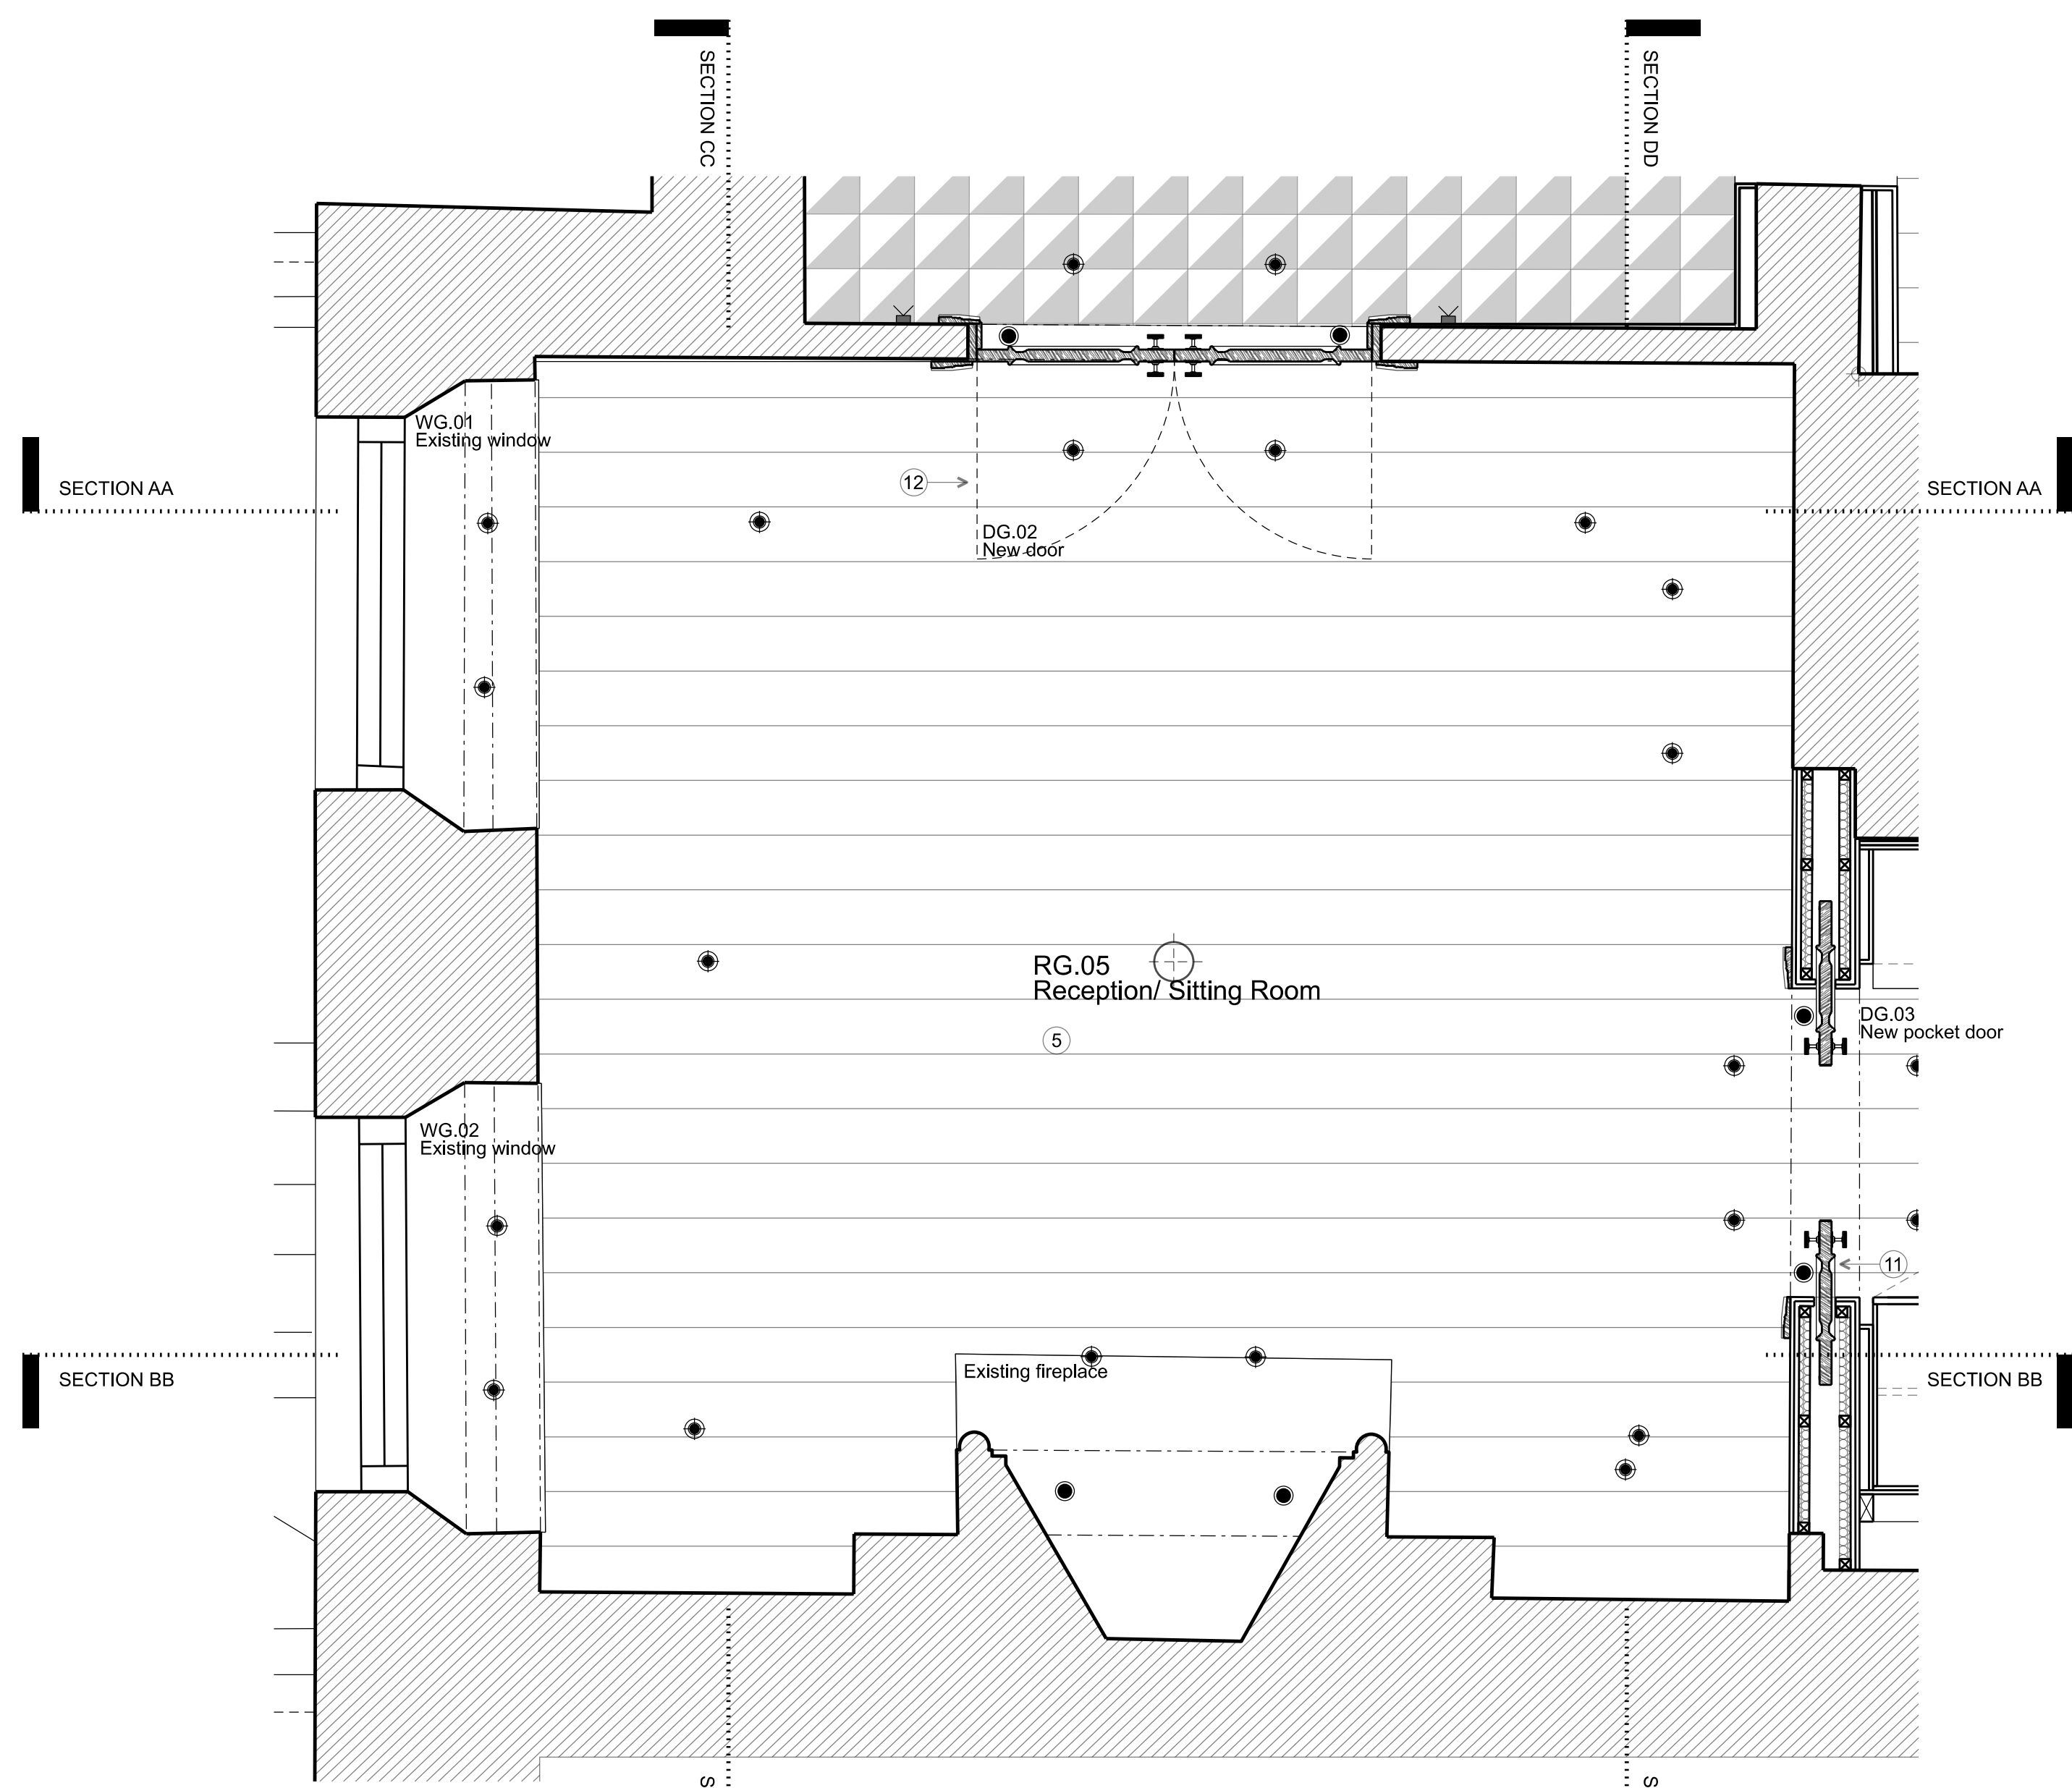 SECTION CC
SECTION DD
WG.01
Existing window
SECTION AA
SECTION AA
12
DG.02
New door
RG.05
Reception/ Sitting Room
DG.03
New pocket door
5
WG.02
Existing window
11
Existing fireplace
SECTION BB
SECTION BB
S
S